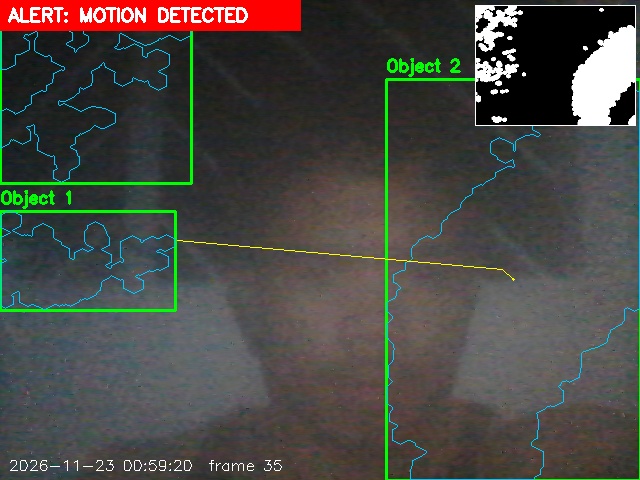 ALERT: MOTION DETECTED
Object 2
Object 1
2026-11-23 00:59:20 frame 35